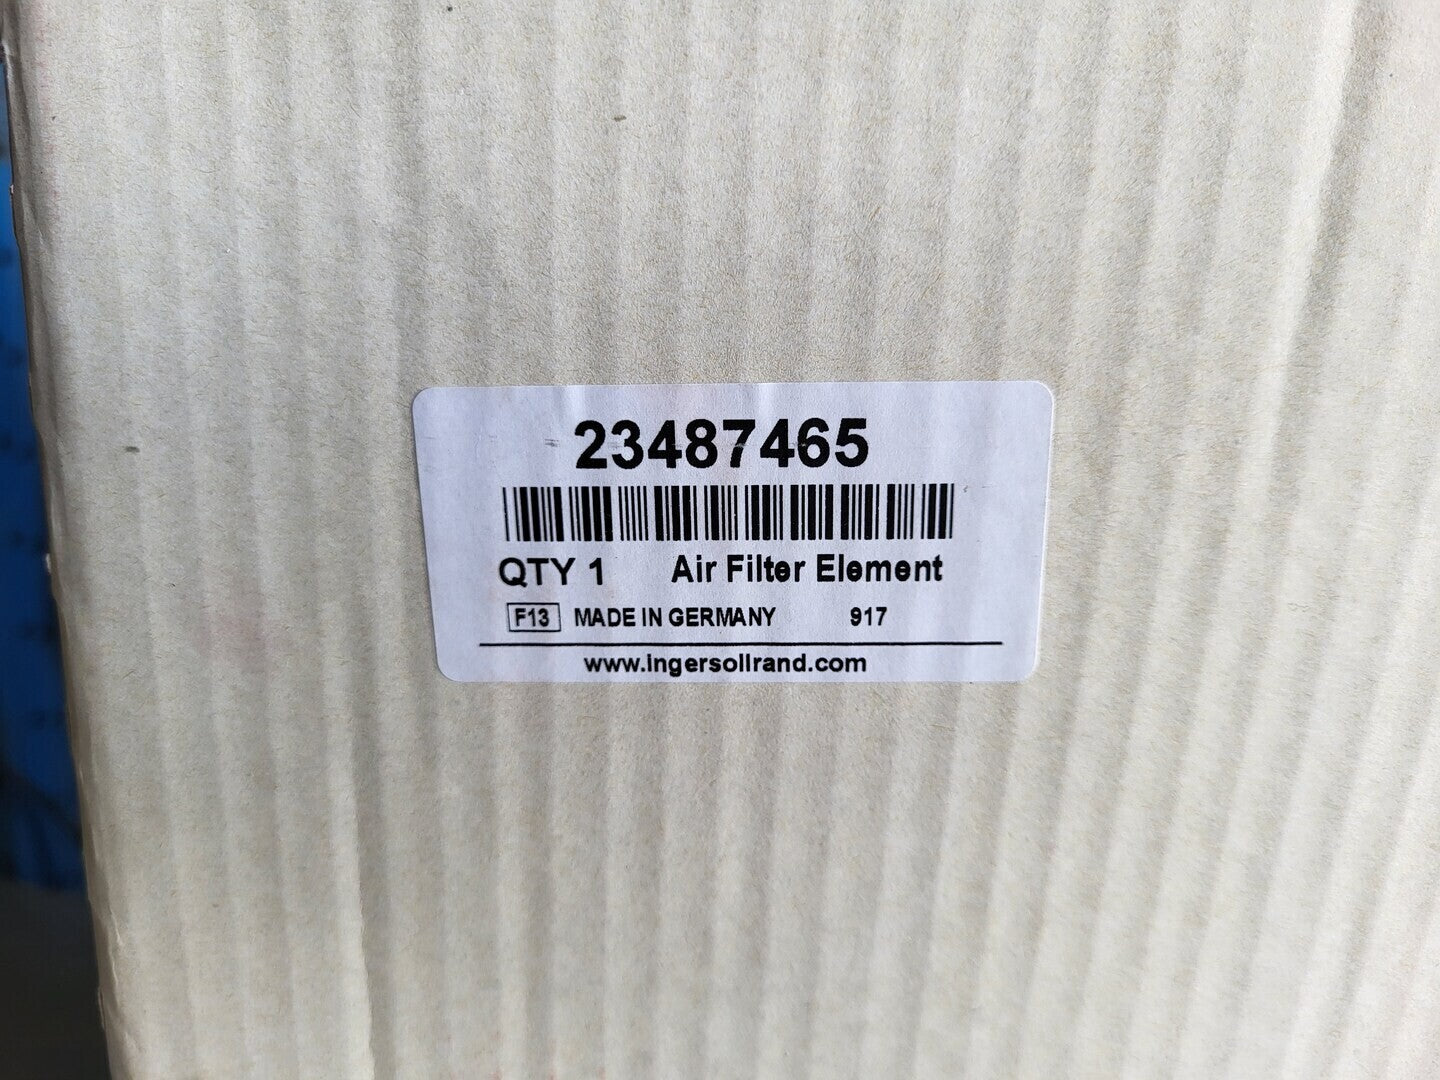 23487465
QTY 1 Air Filter Element
F13 MADE IN GERMANY 917
www.ingersollrand.com